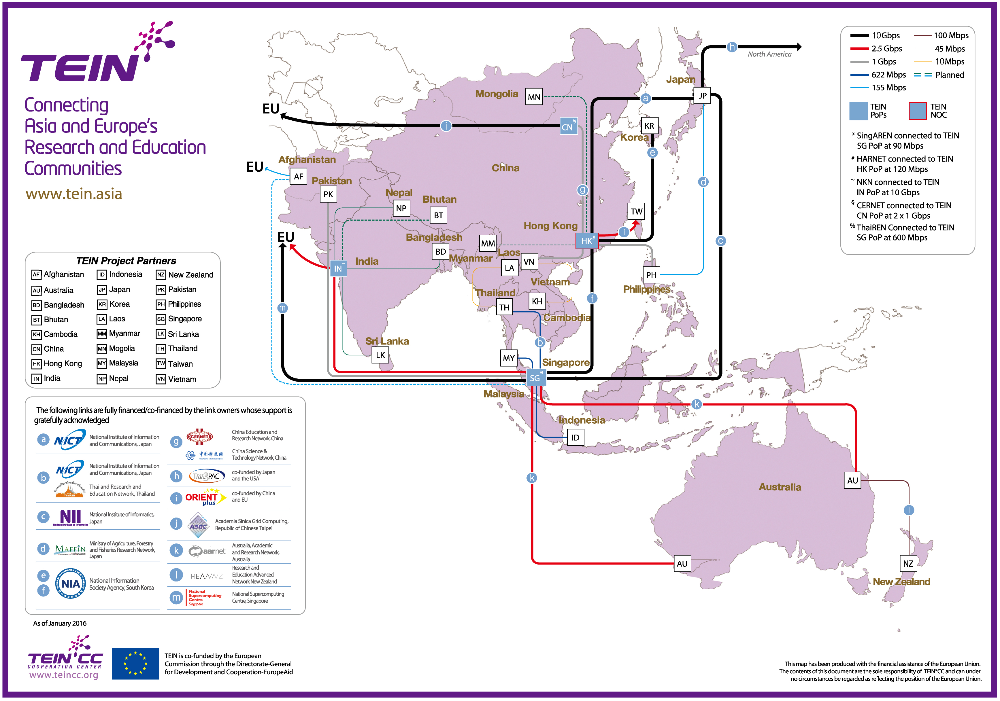 TEIN
Connecting
Asia and Europe's
Research and Education
Communities
www.tein.asia
TEIN Project Partners
AF Afghanistan
AU Australia
BD Bangladesh
BT Bhutan
KH Cambodia
CN China
HK Hong Kong
IN India
ID Indonesia
JP Japan
KR Korea
LA Laos
MM Myanmar
MN Mogolia
MY Malaysia
NP Nepal
NZ New Zealand
PK Pakistan
PH Philippines
SG Singapore
LK Sri Lanka
TH Thailand
TW Taiwan
VN Vietnam
The following links are fully financed/co-financed by the link owners whose support is
gratefully acknowledged
a NICT National Institute of Information
and Communications, Japan
b NICT National Institute of Information
and Communications, Japan
ThaiREN
Thailand Research and
Education Network, Thailand
c NII National Institute of Informatics
National Institute of Informatics,
Japan
d MAFFIN
Ministry of Agriculture, Forestry
and Fisheries Research Network,
Japan
e
f
NATIONAL INFORMATION SOCIETY AGENCY
NIA
National Information
Society Agency, South Korea
g CERNET
China Education and
Research Network, China
中国科技网
China Science &
Technology Network, China
h TransPAC3
co-funded by Japan
and the USA
i ORIENT
plus
co-funded by China
and EU
j ASGC
Academia Sinica Grid Computing,
Republic of Chinese Taipei
k aarnet
Australia, Academic
and Research Network,
Australia
l REANNZ
Research and
Education Advanced
Network New Zealand
m National
Supercomputing
Centre
Singapore
National Supercomputing
Centre, Singapore
As of January 2016
TEIN*CC
COOPERATION CENTER
www.teincc.org
TEIN is co-funded by the European
Commission through the Directorate-General
for Development and Cooperation-EuropeAid
h
North America
Japan
JP
Mongolia
MN
a
EU
i
CN§
KR
Korea
e
Afghanistan
EU
AF
China
Pakistan
PK
d
g
Nepal
NP
Bhutan
BT
TW
Hong Kong
j
HK#
EU
Bangladesh
BD
MM
Myanmar
c
Laos
LA
VN
India
IN~
PH
Philippines
Vietnam
Thailand
TH
KH
f
m
Cambodia
b
Sri Lanka
LK
MY
Singapore
SG*
Malaysia
k
Indonesia
ID
k
Australia
AU
l
AU
NZ
New Zealand
10Gbps
2.5 Gbps
1 Gbps
622 Mbps
155 Mbps
100 Mbps
45 Mbps
10Mbps
Planned
TEIN
PoPs
TEIN
NOC
* SingAREN connected to TEIN
SG PoP at 90 Mbps
# HARNET connected to TEIN
HK PoP at 120 Mbps
~ NKN connected to TEIN
IN PoP at 10 Gbps
§ CERNET connected to TEIN
CN PoP at 2 x 1 Gbps
% ThaiREN Connected to TEIN
SG PoP at 600 Mbps
This map has been produced with the financial assistance of the European Union.
The contents of this document are the sole responsibility of TEIN*CC and can under
no circumstances be regarded as reflecting the position of the European Union.